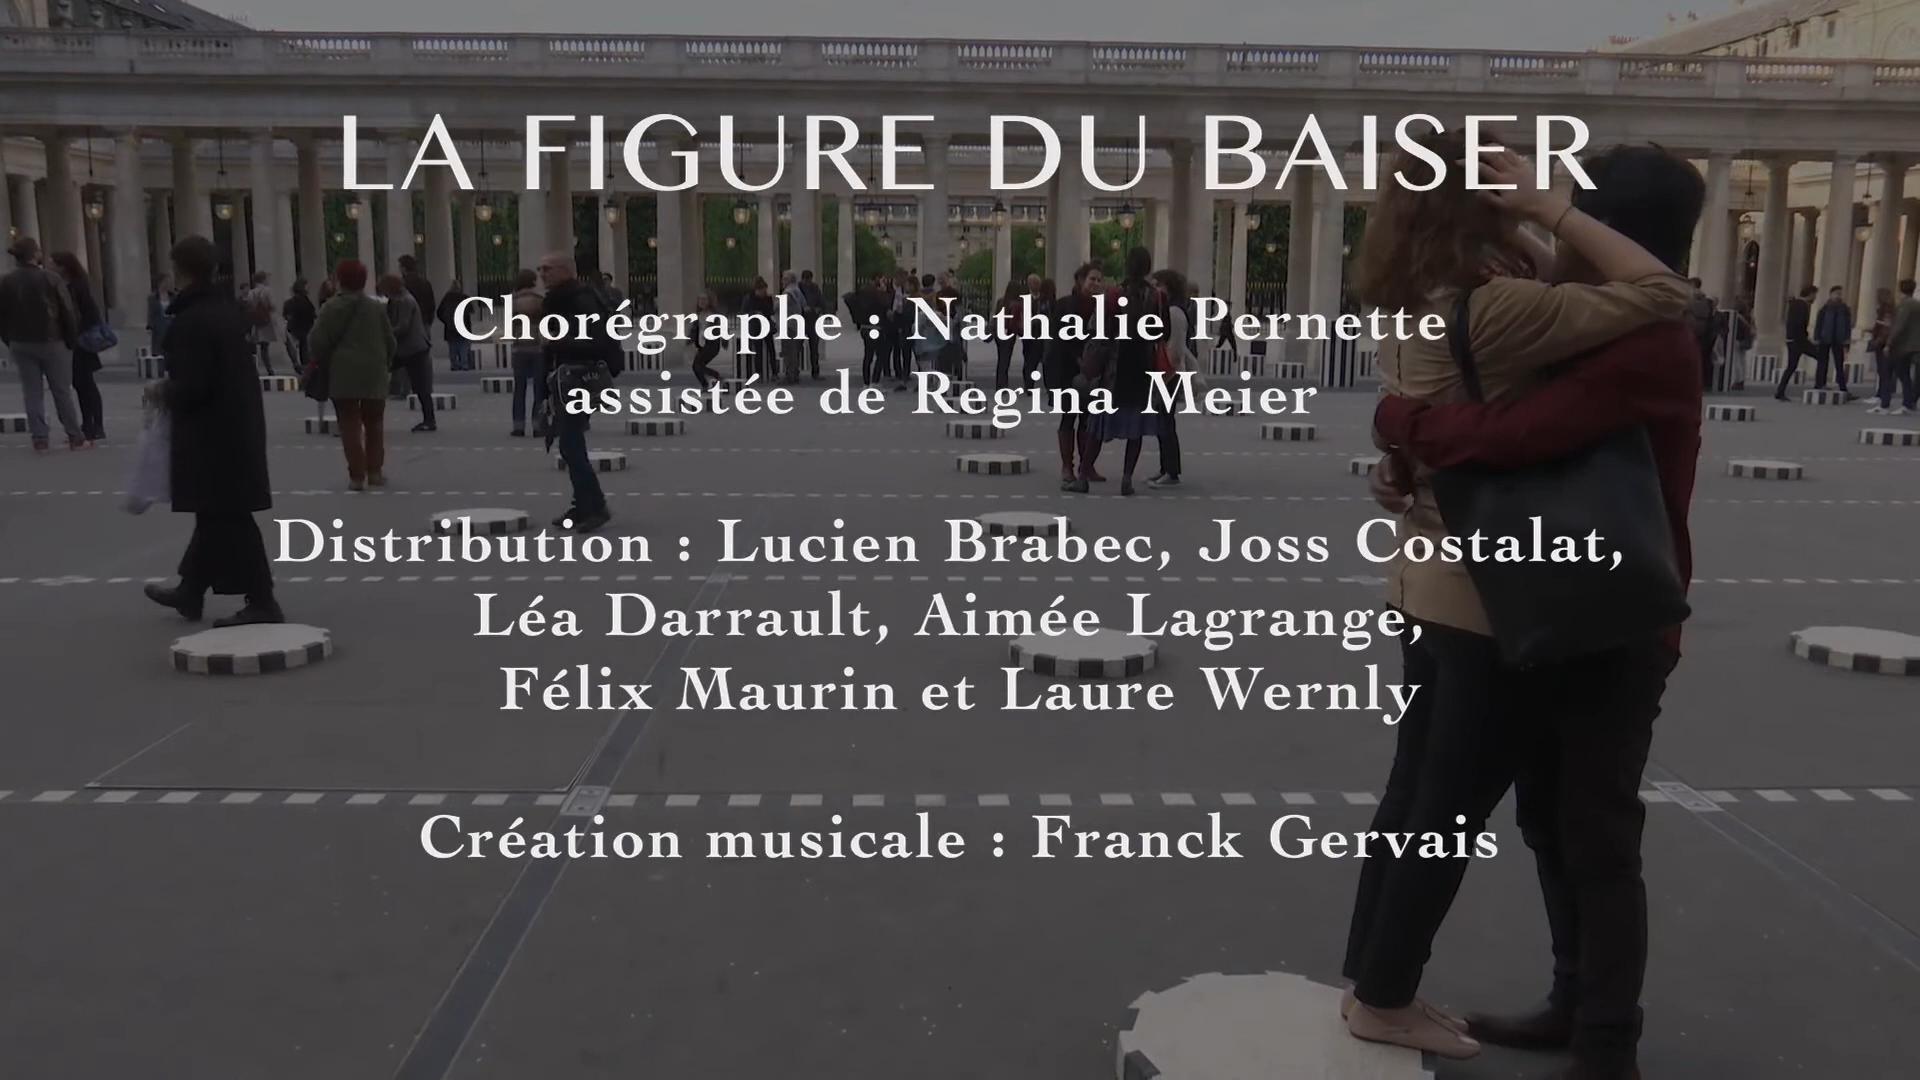 LA FIGURE DU BAISER
Chorégraphe : Nathalie Pernette
assistée de Regina Meier
Distribution : Lucien Brabec, Joss Costalat,
Léa Darrault, Aimée Lagrange,
Félix Maurin et Laure Wernly
Création musicale : Franck Gervais